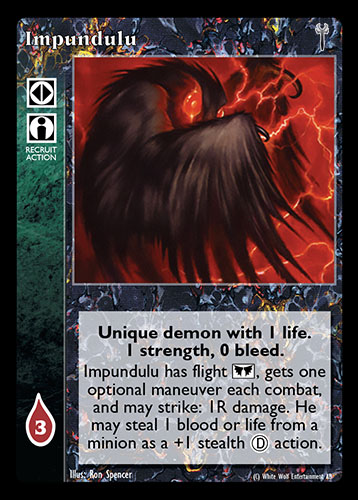 Impundulu
RECRUIT
ACTION
Unique demon with 1 life.
1 strength, 0 bleed.
Impundulu has flight, gets one
optional maneuver each combat,
and may strike: 1R damage. He
may steal 1 blood or life from a
minion as a +1 stealth Ⓓ action.
3
Illus: Ron Spencer
(C) White Wolf Entertainment AB